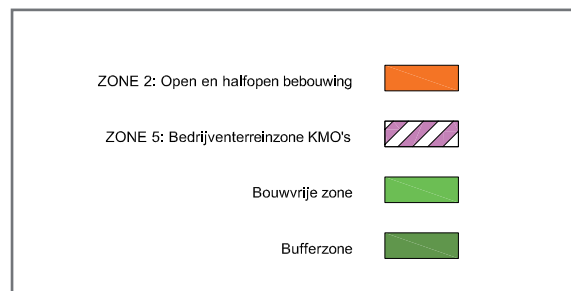 ZONE 2: Open en halfopen bebouwing
ZONE 5: Bedrijventerreinzone KMO's
Bouwvrije zone
Bufferzone